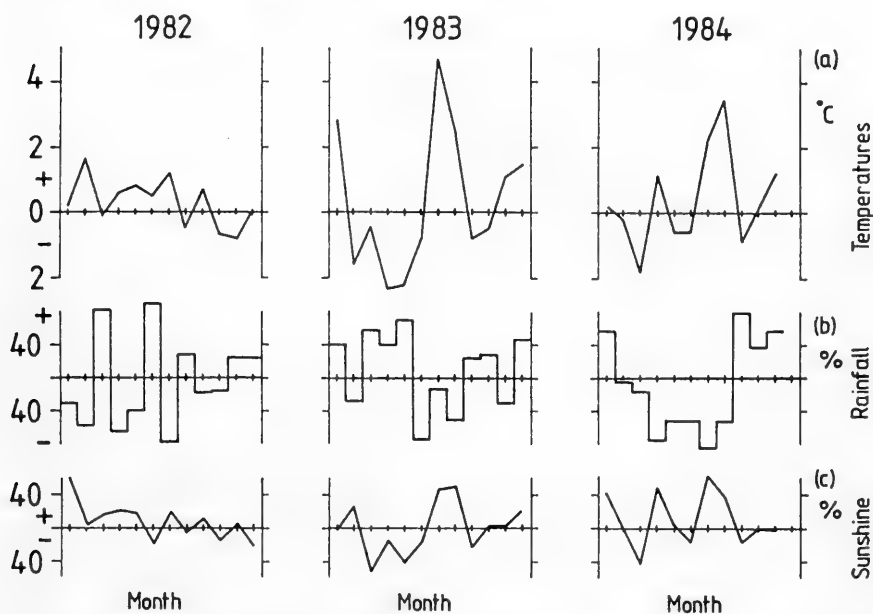 1982 1983 1984
(a)
4
°C
2
+
0
−
2
Temperatures
+
(b)
40
%
40
−
Rainfall
(c)
40
%
+
−
40
Sunshine
Month Month Month